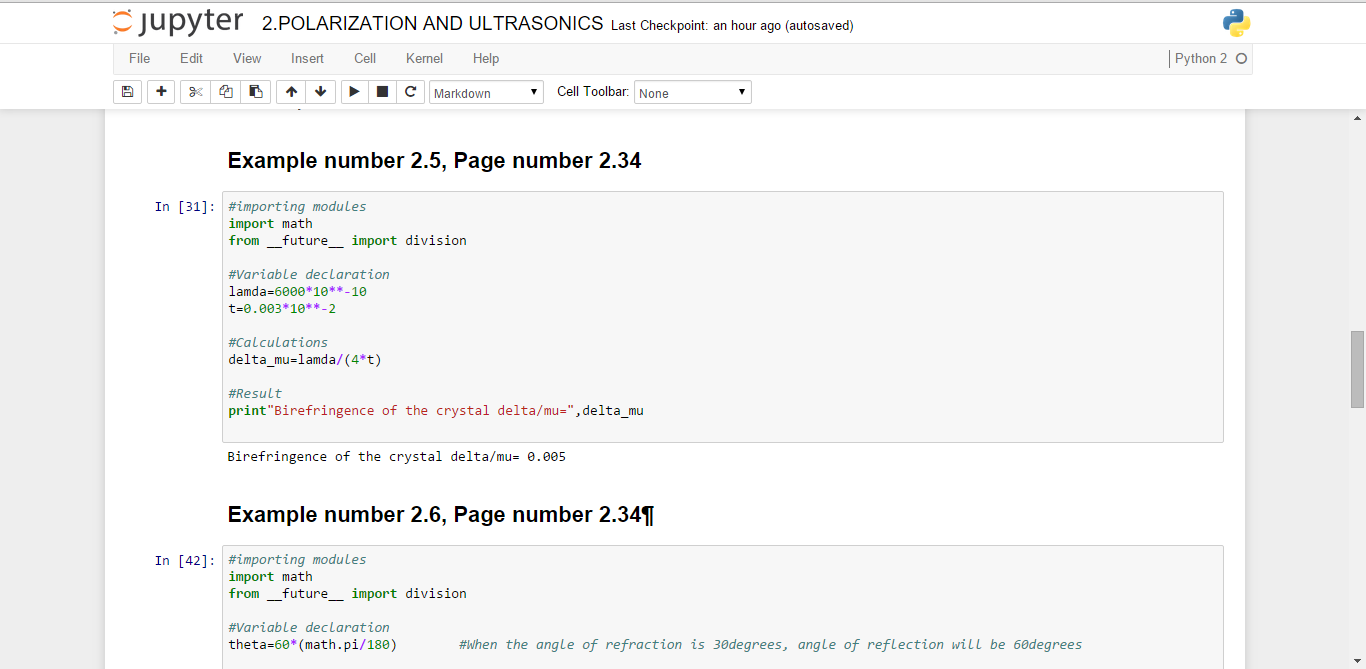 jupyter 2.POLARIZATION AND ULTRASONICS Last Checkpoint: an hour ago (autosaved)
File Edit View Insert Cell Kernel Help Python 2
Markdown Cell Toolbar: None
Example number 2.5, Page number 2.34
In [31]: #importing modules
import math
from __future__ import division
#Variable declaration
lamda=6000*10**-10
t=0.003*10**-2
#Calculations
delta_mu=lamda/(4*t)
#Result
print"Birefringence of the crystal delta/mu=",delta_mu
Birefringence of the crystal delta/mu= 0.005
Example number 2.6, Page number 2.34¶
In [42]: #importing modules
import math
from __future__ import division
#Variable declaration
theta=60*(math.pi/180) #When the angle of refraction is 30degrees, angle of reflection will be 60degrees